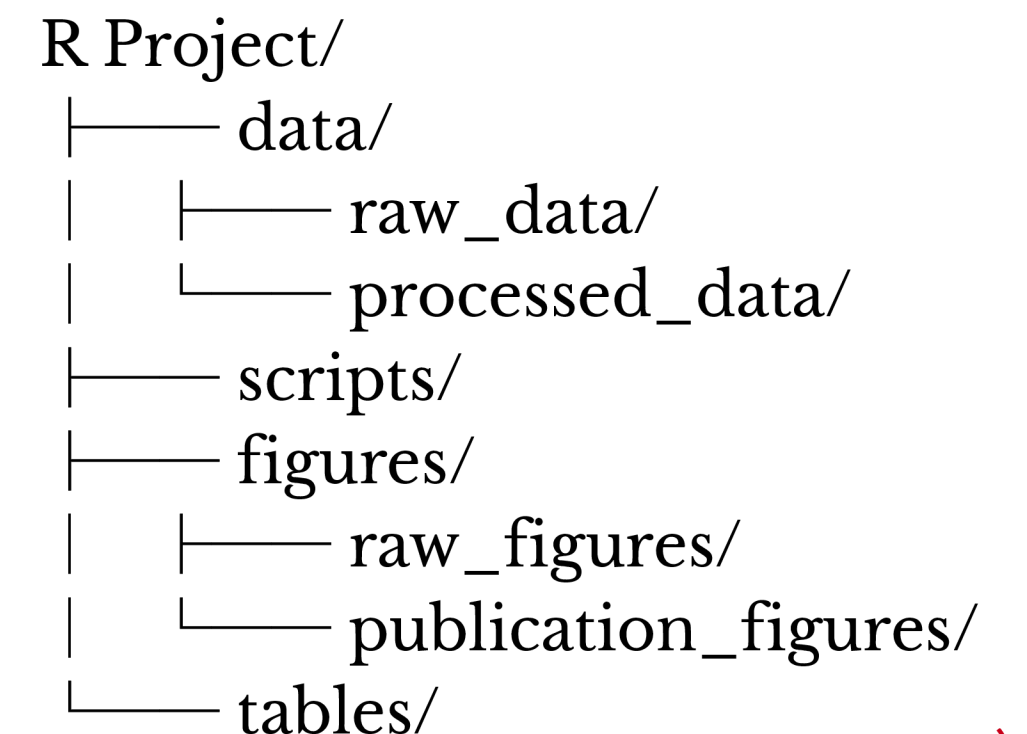 R Project/
├── data/
│   ├── raw_data/
│   └── processed_data/
├── scripts/
├── figures/
│   ├── raw_figures/
│   └── publication_figures/
└── tables/